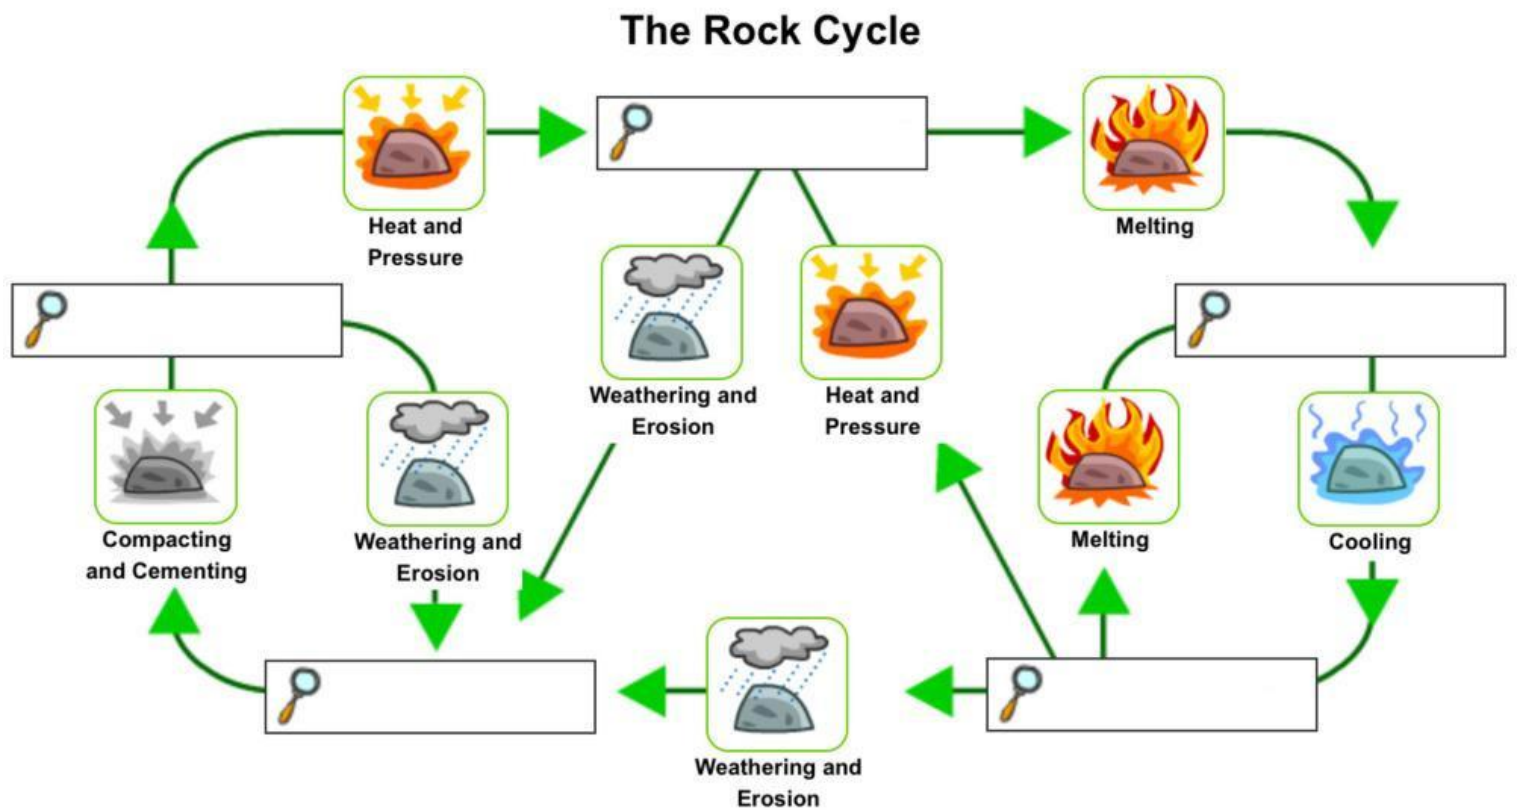 The Rock Cycle
Heat and
Pressure
Melting
Weathering and
Erosion
Heat and
Pressure
Compacting
and Cementing
Weathering and
Erosion
Melting
Cooling
Weathering and
Erosion